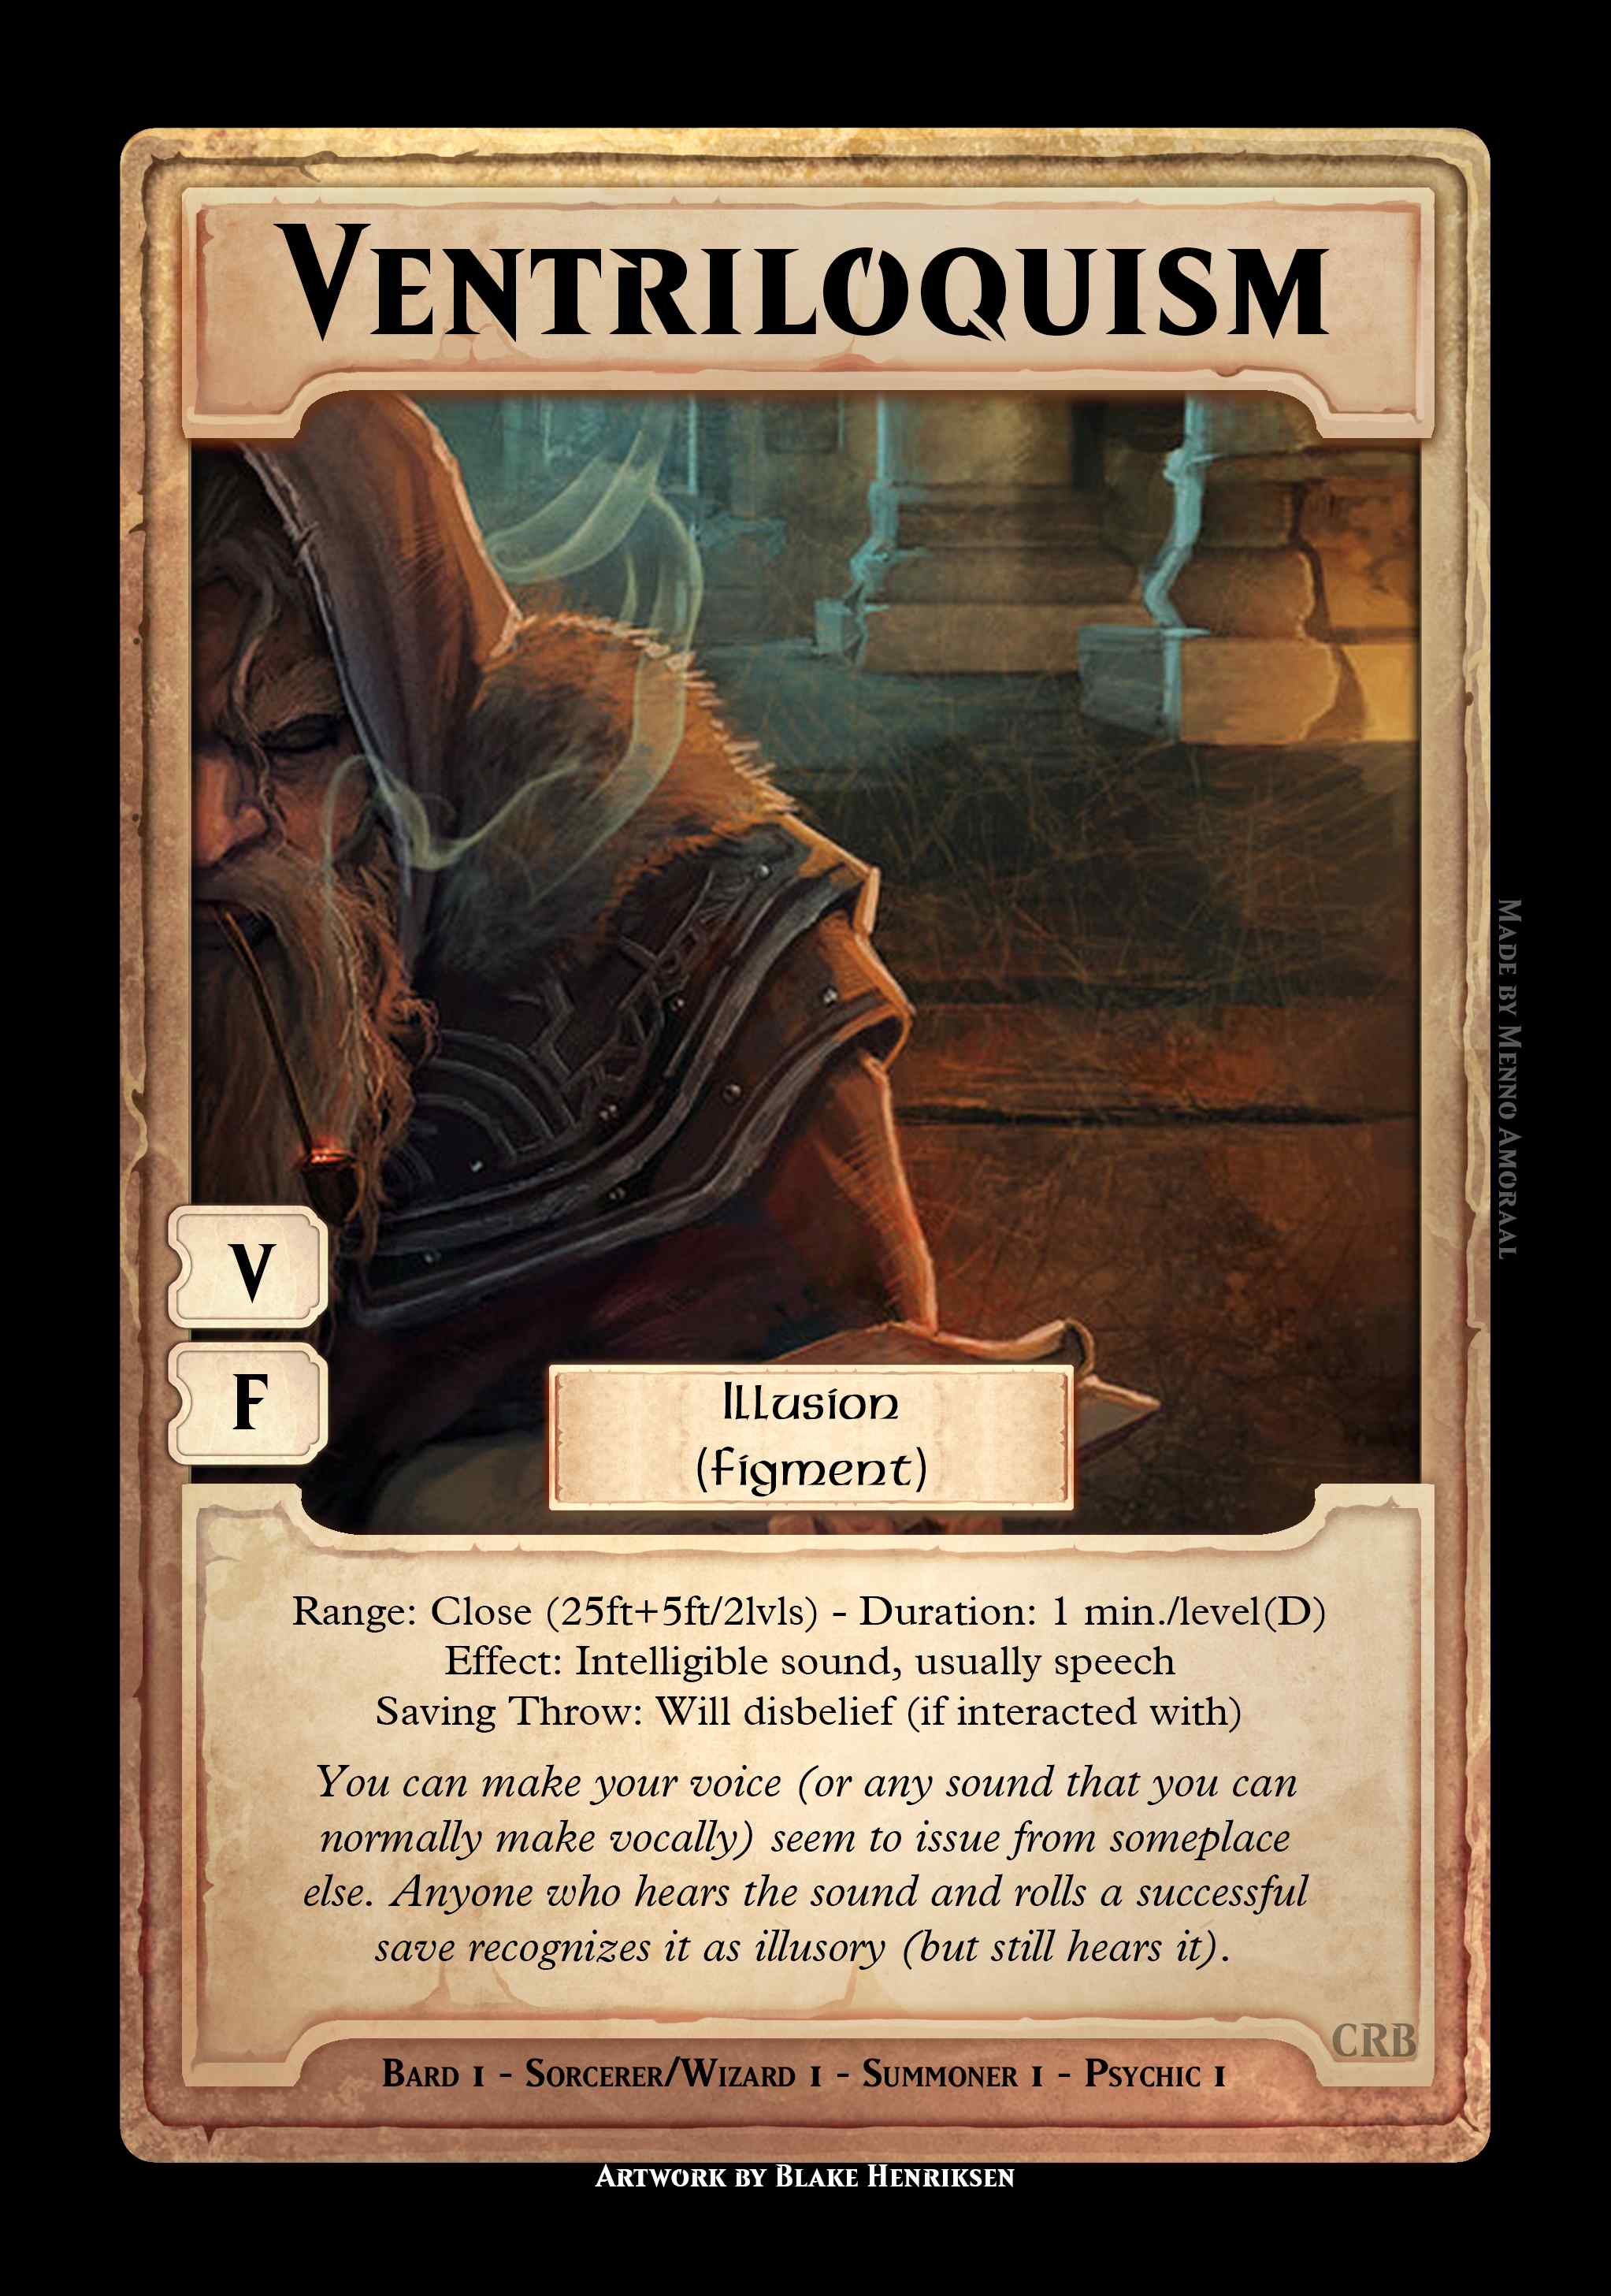 Ventriloquism
V
F
Illusion
(Figment)
Range: Close (25ft+5ft/2lvls) - Duration: 1 min./level(D)
Effect: Intelligible sound, usually speech
Saving Throw: Will disbelief (if interacted with)
You can make your voice (or any sound that you can
normally make vocally) seem to issue from someplace
else. Anyone who hears the sound and rolls a successful
save recognizes it as illusory (but still hears it).
CRB
Bard 1 - Sorcerer/Wizard 1 - Summoner 1 - Psychic 1
Artwork by Blake Henriksen
Made by Menno Amoraal